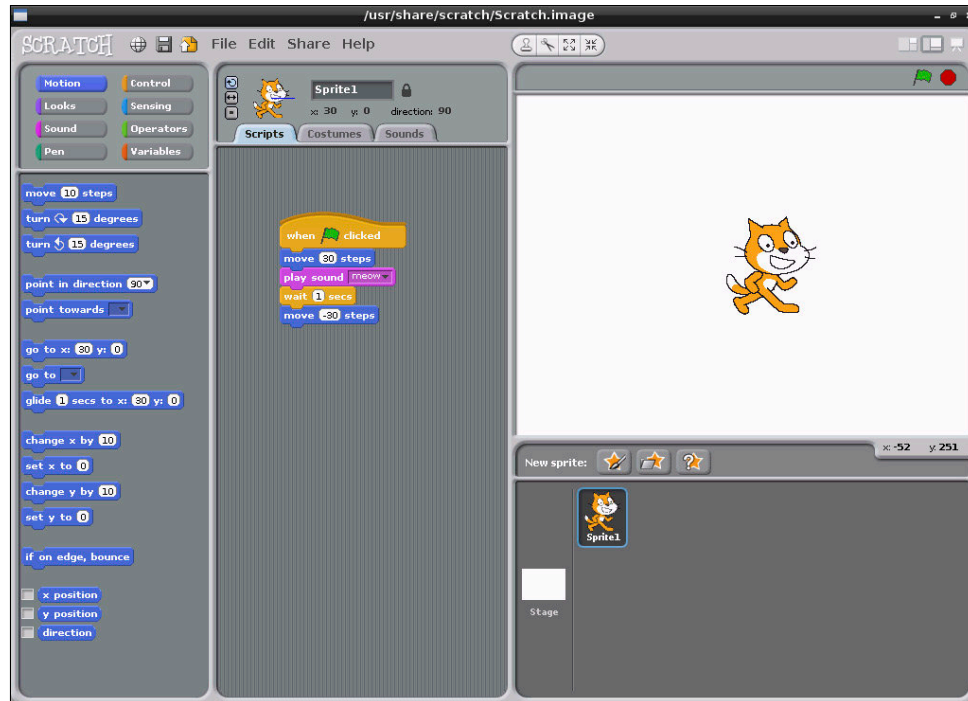 /usr/share/scratch/Scratch.image
SCRATCH File Edit Share Help
Motion Control
Looks Sensing
Sound Operators
Pen Variables
move 10 steps
turn 15 degrees
turn 15 degrees
point in direction 90
point towards
go to x: 30 y: 0
go to
glide 1 secs to x: 30 y: 0
change x by 10
set x to 0
change y by 10
set y to 0
if on edge, bounce
x position
y position
direction
Sprite1
x: 30 y: 0 direction: 90
Scripts Costumes Sounds
when clicked
move 30 steps
play sound meow
wait 1 secs
move -30 steps
x: -52 y: 251
New sprite:
Sprite1
Stage